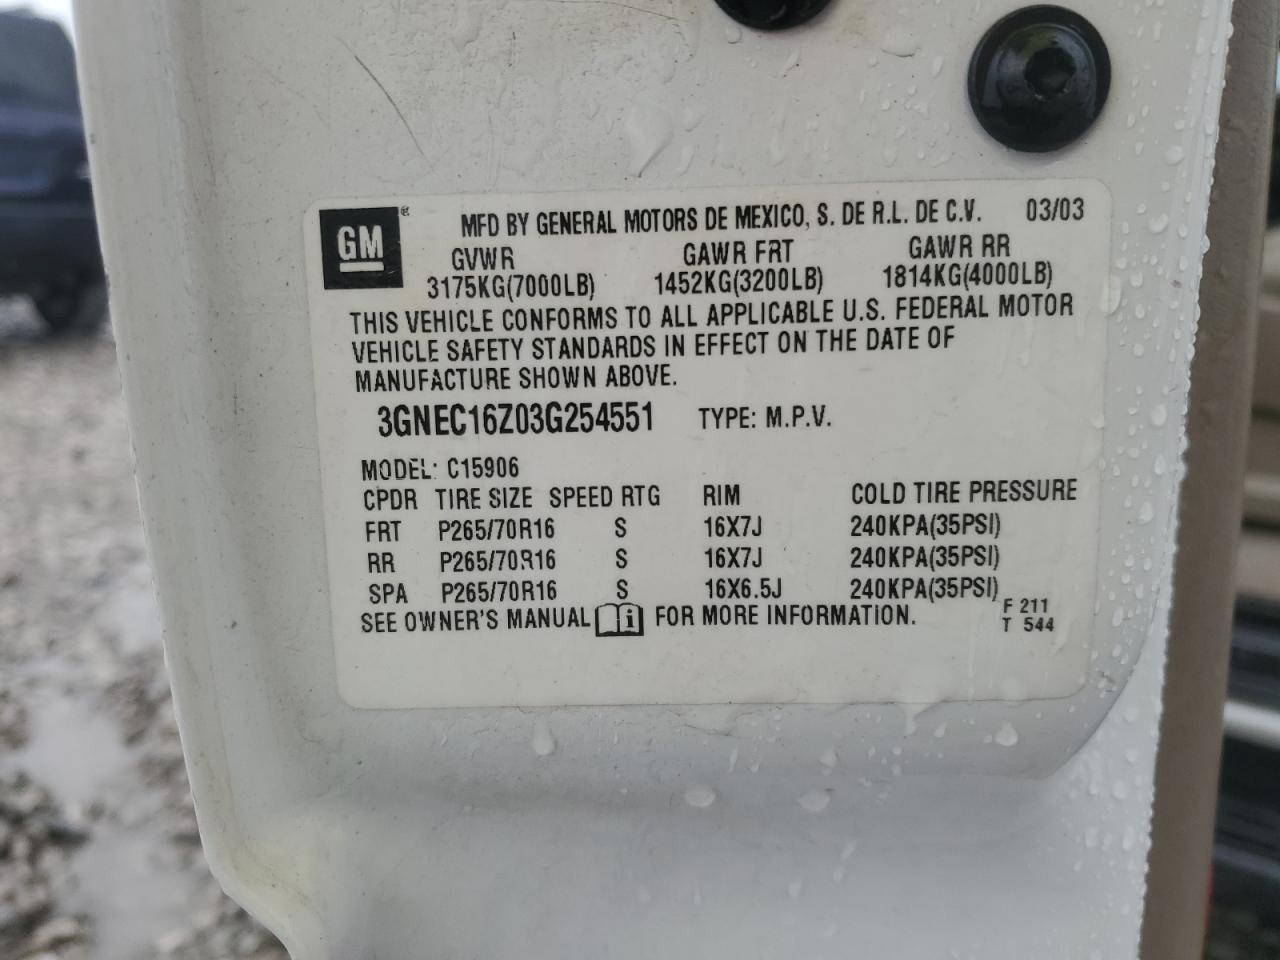 GM ® MFD BY GENERAL MOTORS DE MEXICO, S. DE R.L. DE C.V. 03/03
GVWR GAWR FRT GAWR RR
3175KG(7000LB) 1452KG(3200LB) 1814KG(4000LB)
THIS VEHICLE CONFORMS TO ALL APPLICABLE U.S. FEDERAL MOTOR
VEHICLE SAFETY STANDARDS IN EFFECT ON THE DATE OF
MANUFACTURE SHOWN ABOVE.
3GNEC16Z03G254551 TYPE: M.P.V.
MODEL: C15906
CPDR TIRE SIZE SPEED RTG RIM COLD TIRE PRESSURE
FRT P265/70R16 S 16X7J 240KPA(35PSI)
RR P265/70R16 S 16X7J 240KPA(35PSI)
SPA P265/70R16 S 16X6.5J 240KPA(35PSI)
SEE OWNER'S MANUAL i FOR MORE INFORMATION. F 211
T 544